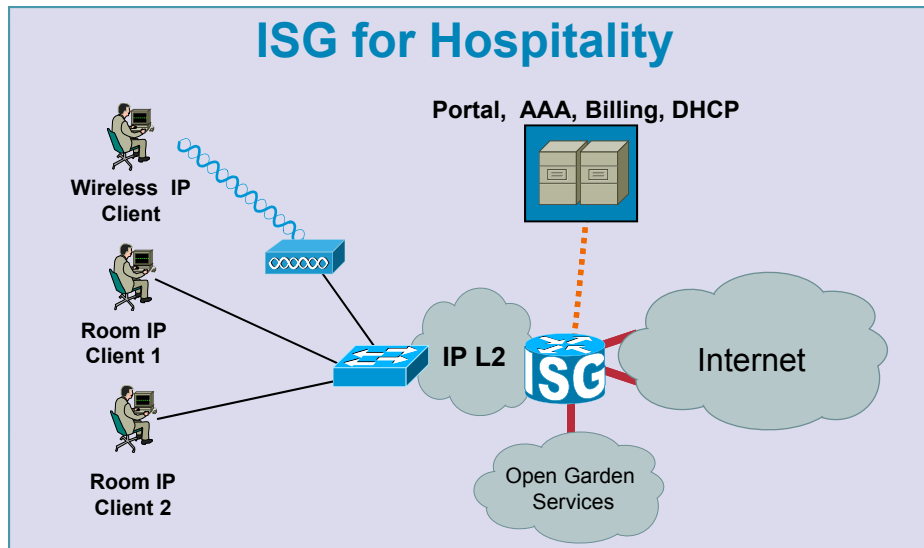 ISG for Hospitality
Portal, AAA, Billing, DHCP
Wireless IP
Client
Room IP
Client 1
IP L2
ISG
Internet
Room IP
Client 2
Open Garden
Services